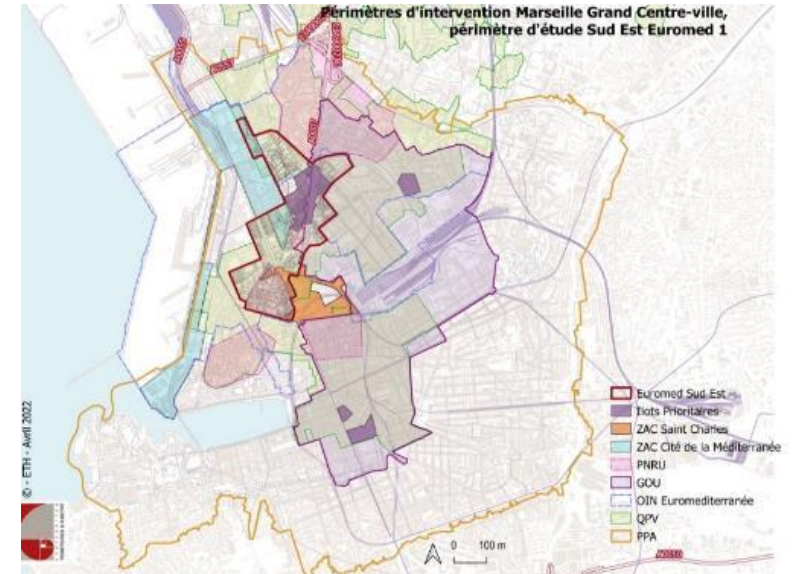 Périmètres d'intervention Marseille Grand Centre-ville,
périmètre d'étude Sud Est Euromed 1
Euromed Sud Est
Ilots Prioritaires
ZAC Saint Charles
ZAC Cité de la Méditerranée
PNRU
GOU
OIN Euromediterranée
QPV
PPA
0 100 m
© - ETH - Avril 2022